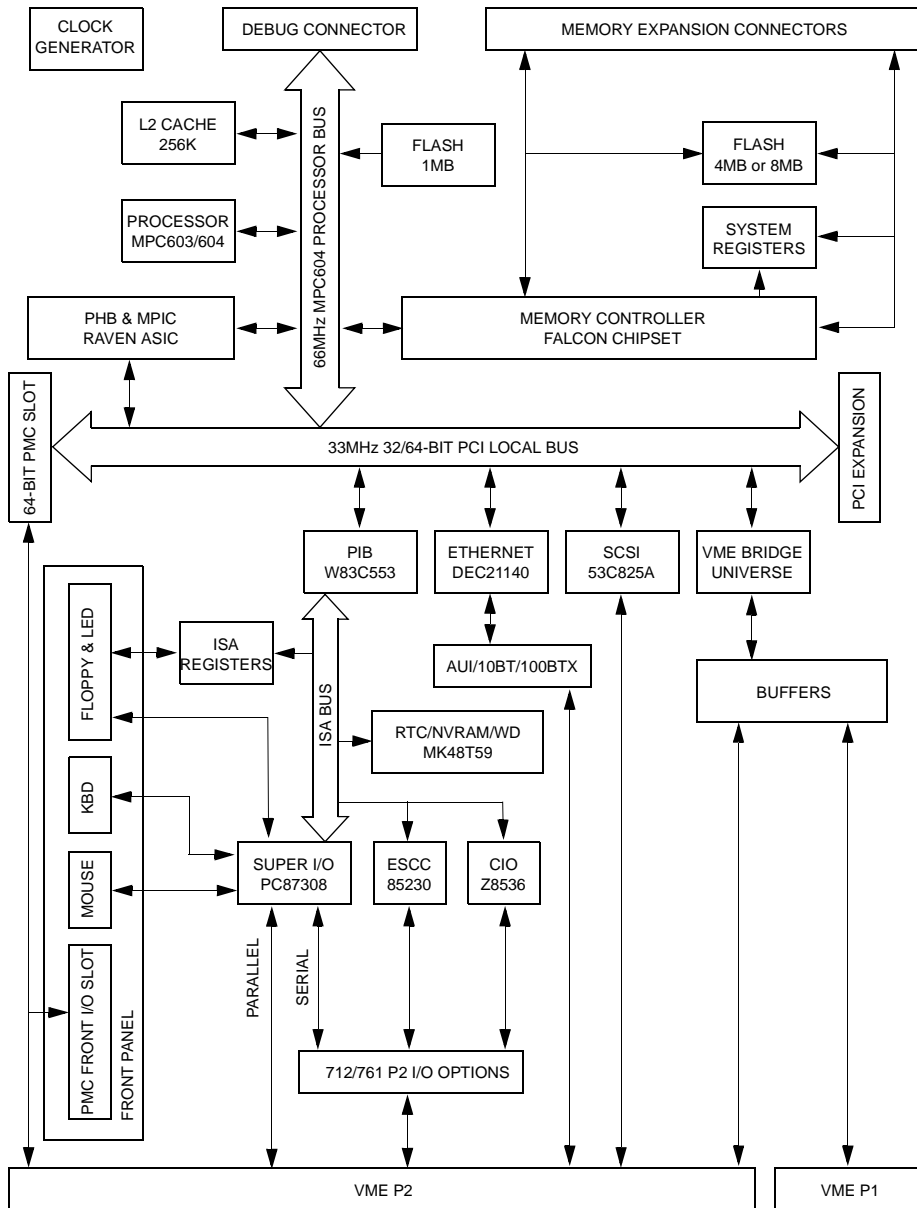 CLOCK
GENERATOR
DEBUG CONNECTOR
MEMORY EXPANSION CONNECTORS
L2 CACHE
256K
66MHz MPC604 PROCESSOR BUS
FLASH
1MB
FLASH
4MB or 8MB
PROCESSOR
MPC603/604
SYSTEM
REGISTERS
PHB & MPIC
RAVEN ASIC
MEMORY CONTROLLER
FALCON CHIPSET
64-BIT PMC SLOT
33MHz 32/64-BIT PCI LOCAL BUS
PCI EXPANSION
PIB
W83C553
ETHERNET
DEC21140
SCSI
53C825A
VME BRIDGE
UNIVERSE
FLOPPY & LED
ISA
REGISTERS
ISA BUS
AUI/10BT/100BTX
BUFFERS
RTC/NVRAM/WD
MK48T59
KBD
MOUSE
SUPER I/O
PC87308
ESCC
85230
CIO
Z8536
PARALLEL
SERIAL
PMC FRONT I/O SLOT
FRONT PANEL
712/761 P2 I/O OPTIONS
VME P2
VME P1